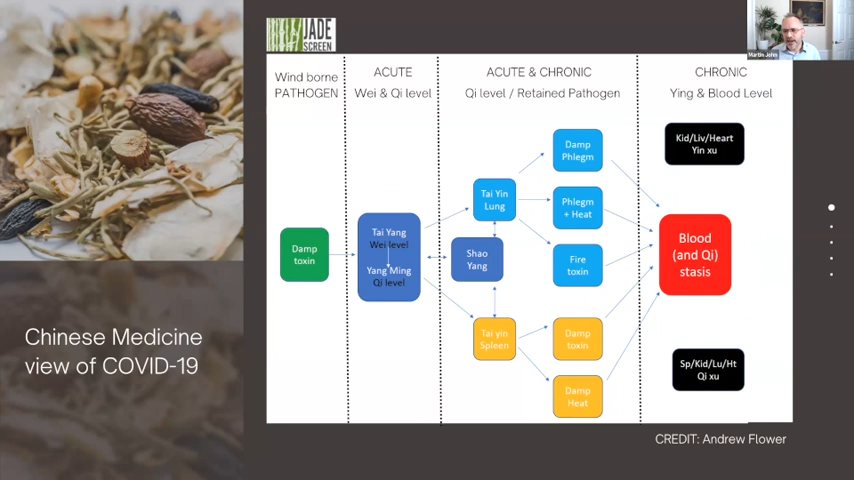 JADE
SCREEN
Martin John
Wind borne
PATHOGEN
ACUTE
Wei & Qi level
ACUTE & CHRONIC
Qi level / Retained Pathogen
CHRONIC
Ying & Blood Level
Damp
toxin
Tai Yang
Wei level
Yang Ming
Qi level
Tai Yin
Lung
Shao
Yang
Tai yin
Spleen
Damp
Phlegm
Phlegm
+ Heat
Fire
toxin
Damp
toxin
Damp
Heat
Kid/Liv/Heart
Yin xu
Blood
(and Qi)
stasis
Sp/Kid/Lu/Ht
Qi xu
Chinese Medicine
view of COVID-19
CREDIT: Andrew Flower